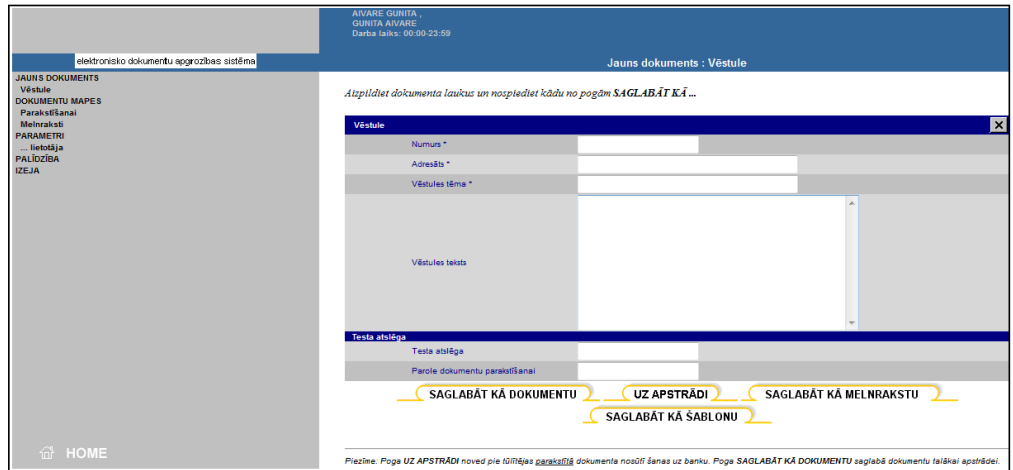 AIVARE GUNITA ,
GUNITA AIVARE
Darba laiks: 00:00-23:59
elektronisko dokumentu apgrozības sistēma
Jauns dokuments : Vēstule
JAUNS DOKUMENTS
Vēstule
DOKUMENTU MAPES
Parakstīšanai
Melnraksti
PARAMETRI
... lietotāja
PALĪDZĪBA
IZEJA
HOME
Aizpildiet dokumenta laukus un nospiediet kādu no pogām SAGLABĀT KĀ ...
Vēstule
Numurs *
Adresāts *
Vēstules tēma *
Vēstules teksts
Testa atslēga
Testa atslēga
Parole dokumentu parakstīšanai
SAGLABĀT KĀ DOKUMENTU UZ APSTRĀDI SAGLABĀT KĀ MELNRAKSTU
SAGLABĀT KĀ ŠABLONU
Piezīme: Poga UZ APSTRĀDI noved pie tūlītējas parakstītā dokumenta nosūtī šanas uz banku. Poga SAGLABĀT KĀ DOKUMENTU saglabā dokumentu talākai apstrādei.